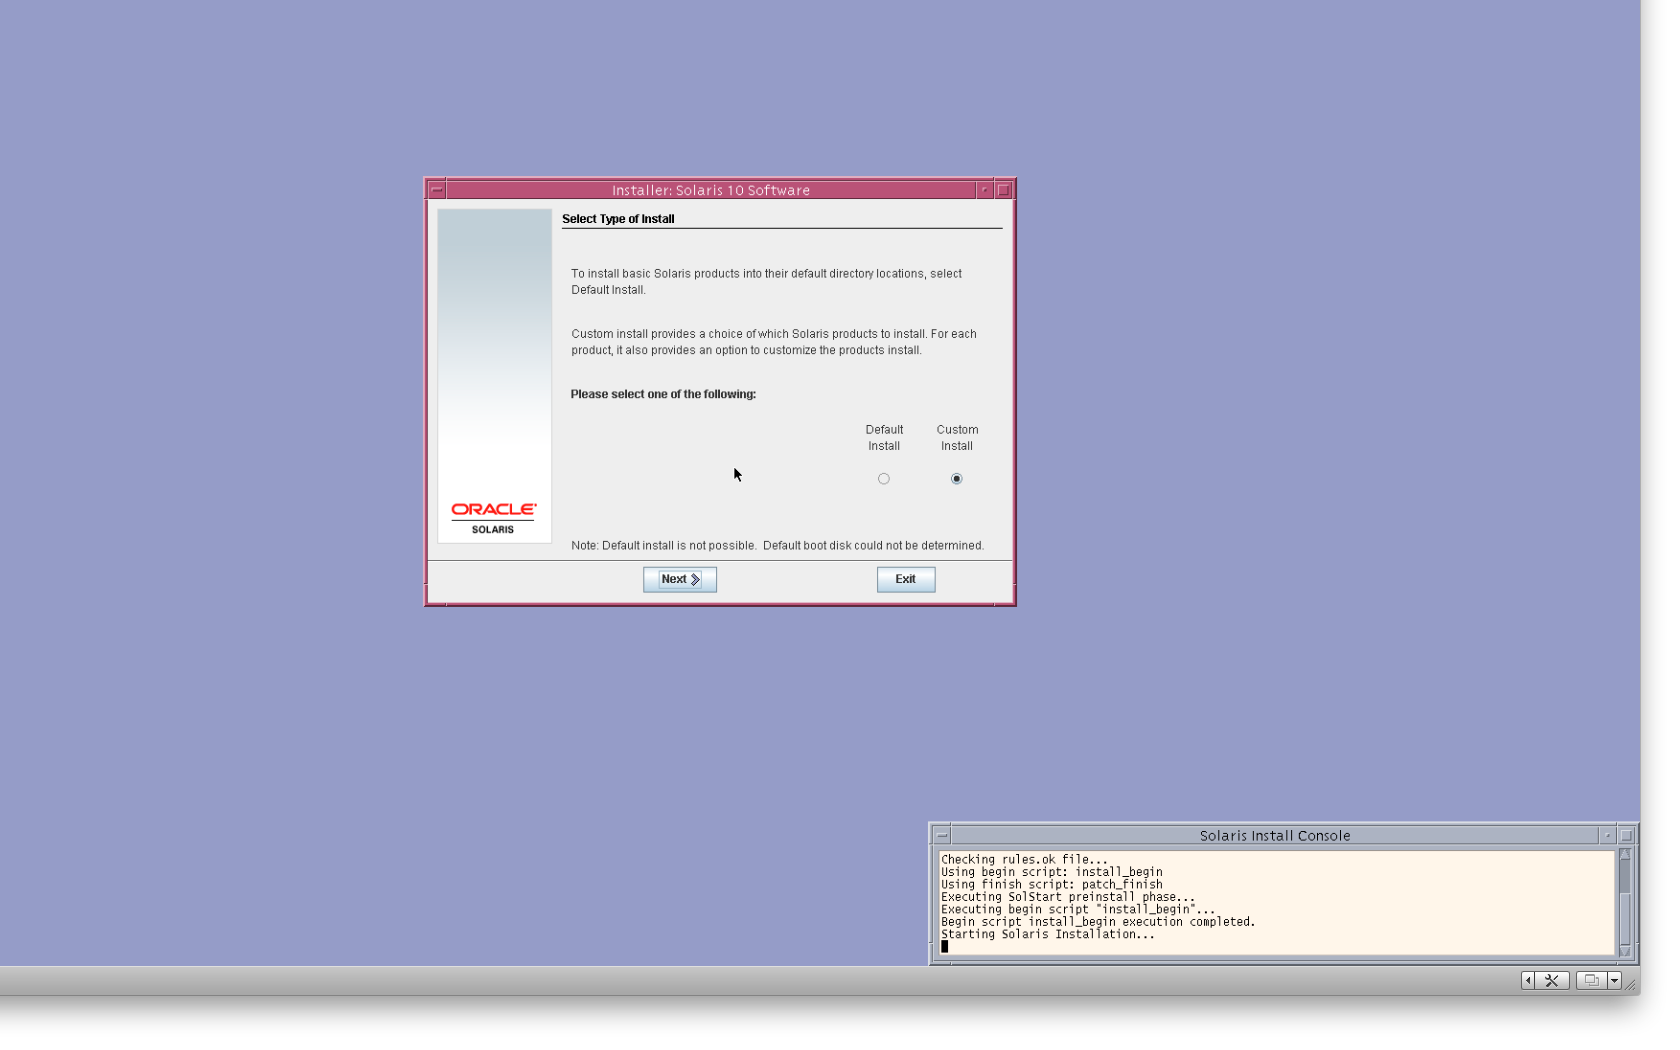 Installer: Solaris 10 Software
Select Type of Install
To install basic Solaris products into their default directory locations, select
Default Install.
Custom install provides a choice of which Solaris products to install. For each
product, it also provides an option to customize the products install.
Please select one of the following:
Default Custom
Install Install
ORACLE
SOLARIS
Note: Default install is not possible. Default boot disk could not be determined.
Next Exit
Solaris Install Console
Checking rules.ok file...
Using begin script: install_begin
Using finish script: patch_finish
Executing SolStart preinstall phase...
Executing begin script "install_begin"...
Begin script install_begin execution completed.
Starting Solaris Installation...